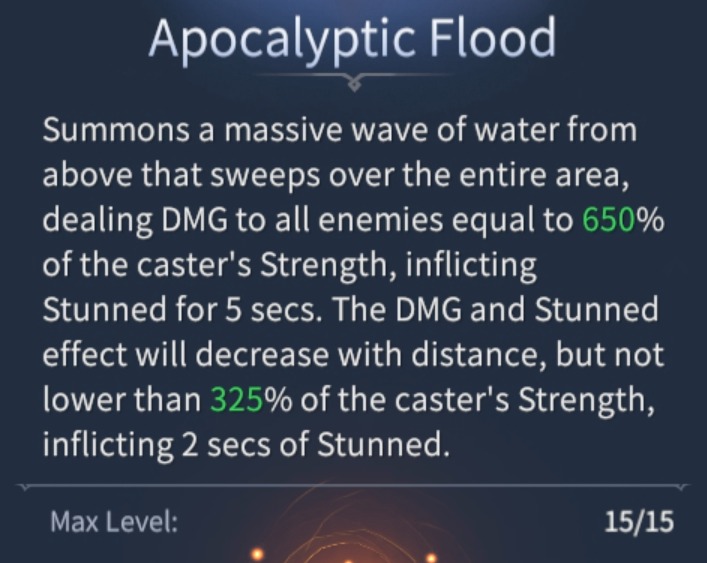 Apocalyptic Flood
Summons a massive wave of water from
above that sweeps over the entire area,
dealing DMG to all enemies equal to 650%
of the caster's Strength, inflicting
Stunned for 5 secs. The DMG and Stunned
effect will decrease with distance, but not
lower than 325% of the caster's Strength,
inflicting 2 secs of Stunned.
Max Level: 15/15